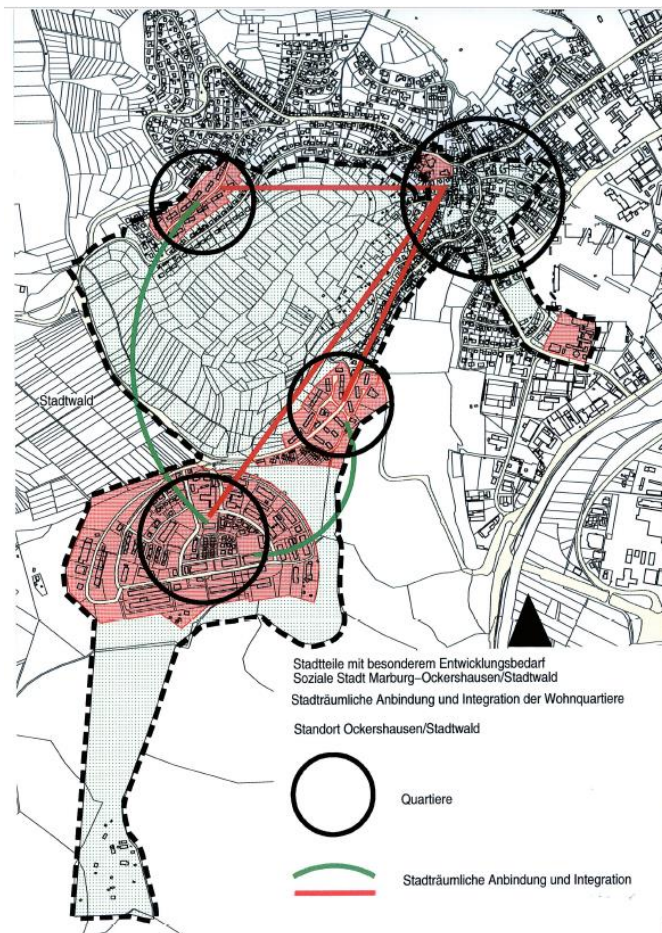 Stadtwald
Stadtteile mit besonderem Entwicklungsbedarf
Soziale Stadt Marburg-Ockershausen/Stadtwald
Stadträumliche Anbindung und Integration der Wohnquartiere
Standort Ockershausen/Stadtwald
Quartiere
Stadträumliche Anbindung und Integration